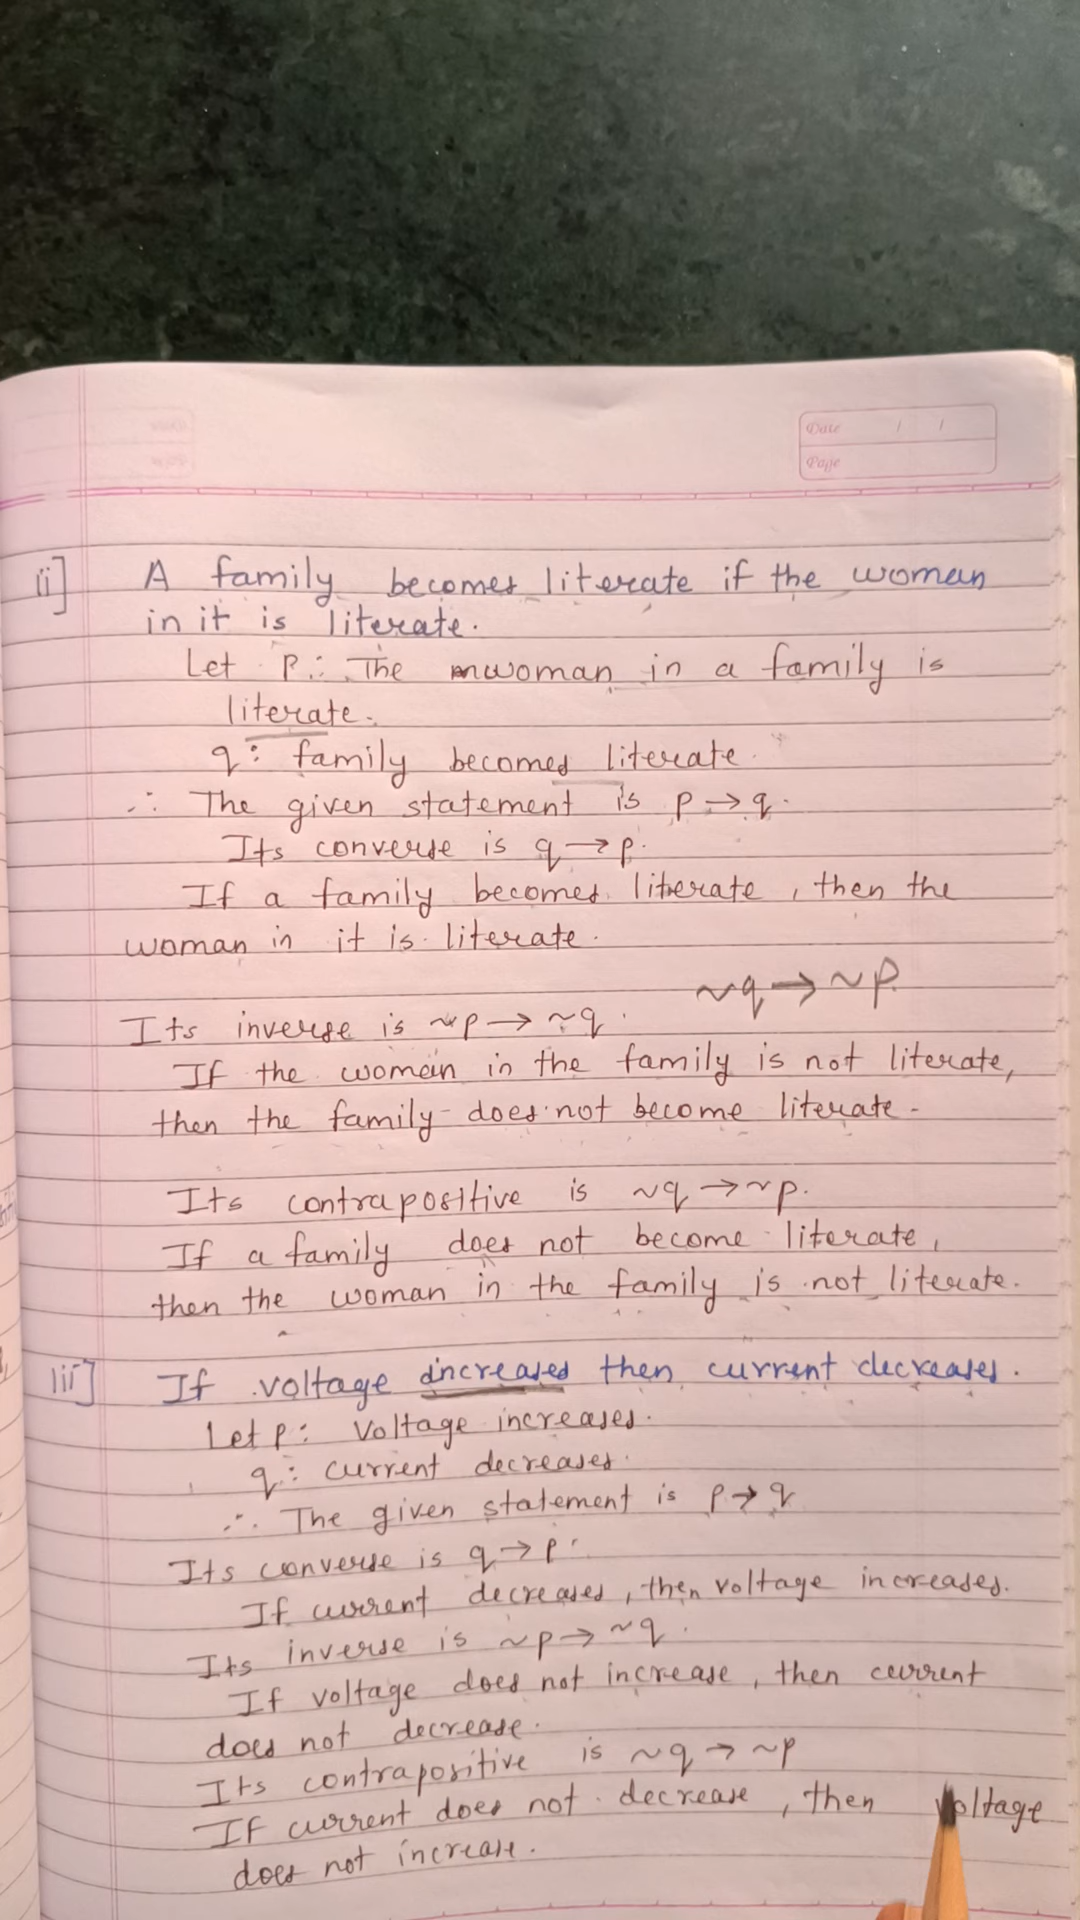 Date / /
Page
ii] A family becomes literate if the woman
in it is literate.
Let p: The woman in a family is
literate.
q: family becomes literate.
∴ The given statement is p → q.
Its converse is q → p.
If a family becomes literate, then the
woman in it is literate.
~q → ~p
Its inverse is ~p → ~q.
If the woman in the family is not literate,
then the family does not become literate.
Its contrapositive is ~q → ~p.
If a family does not become literate,
then the woman in the family is not literate.
iii] If voltage increases then current decreases.
Let p: Voltage increases.
q: current decreases.
∴ The given statement is p → q
Its converse is q → p.
If current decreases, then voltage increases.
Its inverse is ~p → ~q.
If voltage does not increase, then current
does not decrease.
Its contrapositive is ~q → ~p
If current does not decrease, then voltage
does not increase.